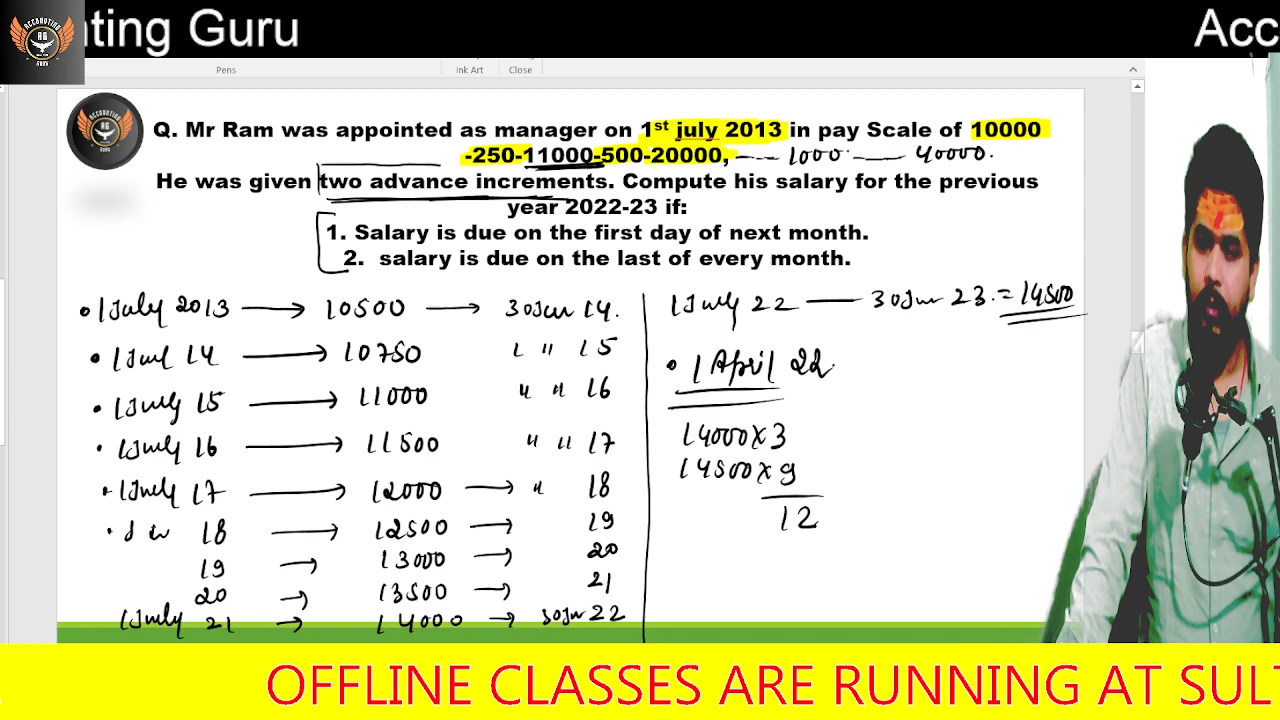 nting Guru
Acc
ACCOUNTING
AG
GURU
Pens
Ink Art
Close
Q. Mr Ram was appointed as manager on 1st july 2013 in pay Scale of 10000
-250-11000-500-20000, ---- 1000 —— 40000.
He was given two advance increments. Compute his salary for the previous
year 2022-23 if:
1. Salary is due on the first day of next month.
2. salary is due on the last of every month.
• 1 July 2013 → 10500 → 30 Jun 14.
• 1 Jul 14 → 10750 1 " 15
• 1 July 15 → 11000 " " 16
• 1 July 16 → 11500 " " 17
• 1 July 17 → 12000 → " 18
18 → 12500 → 19
19 → 13000 → 20
20 → 13500 → 21
1 July 21 → 14000 → 30 Jun 22
1 July 22 — 30 Jun 23. = 14500
• 1 April 22.
14000 x 3
14500 x 9
12
OFFLINE CLASSES ARE RUNNING AT SUL